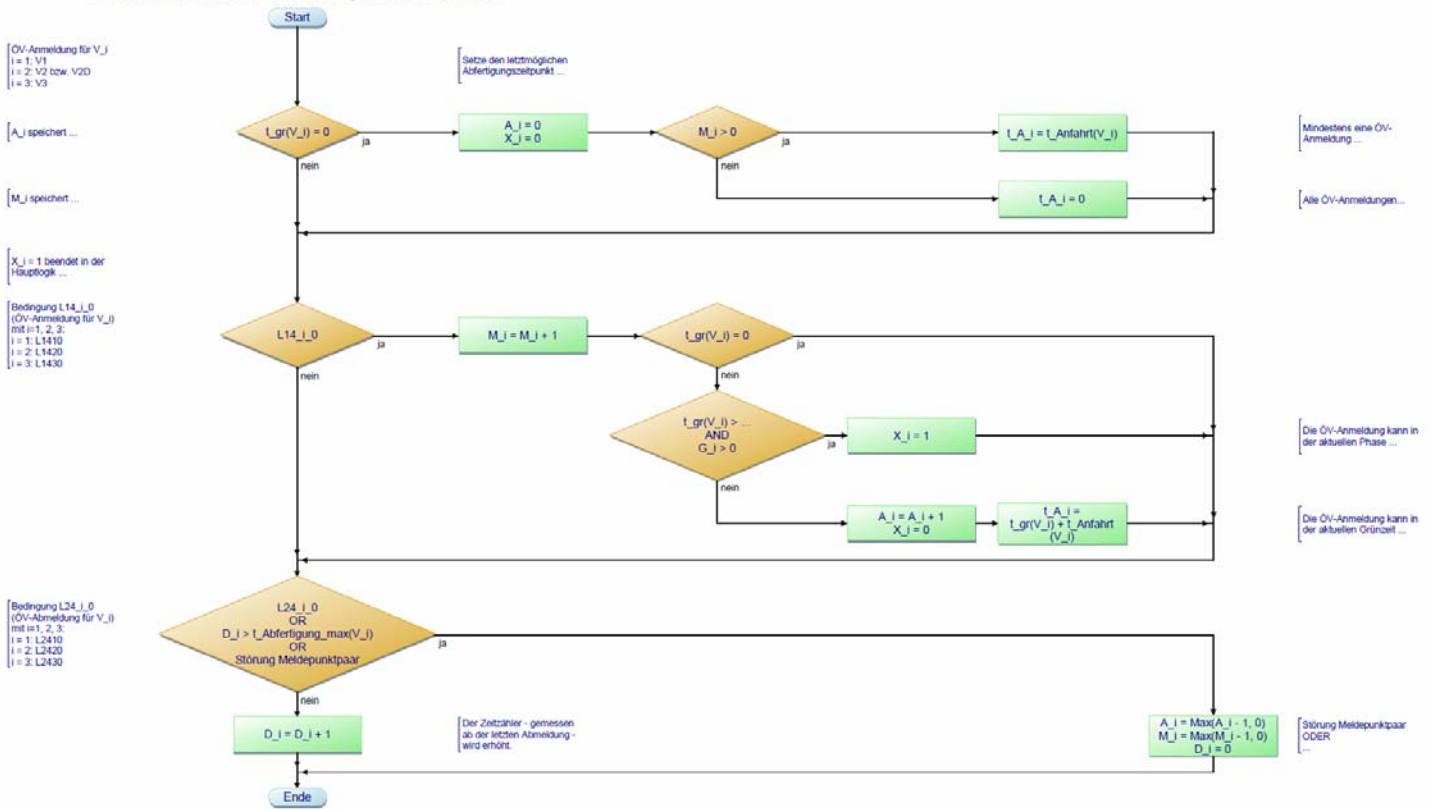 Start
ÖV-Anmeldung für V_i
i = 1: V1
i = 2: V2 bzw. V2D
i = 3: V3
Setze den letztmöglichen
Abfertigungszeitpunkt ...
A_i speichert ...
t_gr(V_i) = 0
ja
nein
A_i = 0
X_i = 0
M_i > 0
ja
nein
t_A_i = t_Anfahrt(V_i)
Mindestens eine ÖV-
Anmeldung ...
M_i speichert ...
t_A_i = 0
Alle ÖV-Anmeldungen...
X_i = 1 beendet in der
Hauptlogik ...
Bedingung L14_i_0
(ÖV-Anmeldung für V_i)
mit i=1, 2, 3:
i = 1: L1410
i = 2: L1420
i = 3: L1430
L14_i_0
ja
nein
M_i = M_i + 1
t_gr(V_i) = 0
ja
nein
t_gr(V_i) > ...
AND
G_i > 0
ja
nein
X_i = 1
Die ÖV-Anmeldung kann in
der aktuellen Phase ...
A_i = A_i + 1
X_i = 0
t_A_i =
t_gr(V_i) + t_Anfahrt
(V_i)
Die ÖV-Anmeldung kann in
der aktuellen Grünzeit ...
Bedingung L24_i_0
(ÖV-Abmeldung für V_i)
mit i=1, 2, 3:
i = 1: L2410
i = 2: L2420
i = 3: L2430
L24_i_0
OR
D_i > t_Abfertigung_max(V_i)
OR
Störung Meldepunktpaar
ja
nein
D_i = D_i + 1
Der Zeitzähler - gemessen
ab der letzten Abmeldung -
wird erhöht.
A_i = Max(A_i - 1, 0)
M_i = Max(M_i - 1, 0)
D_i = 0
Störung Meldepunktpaar
ODER
...
Ende